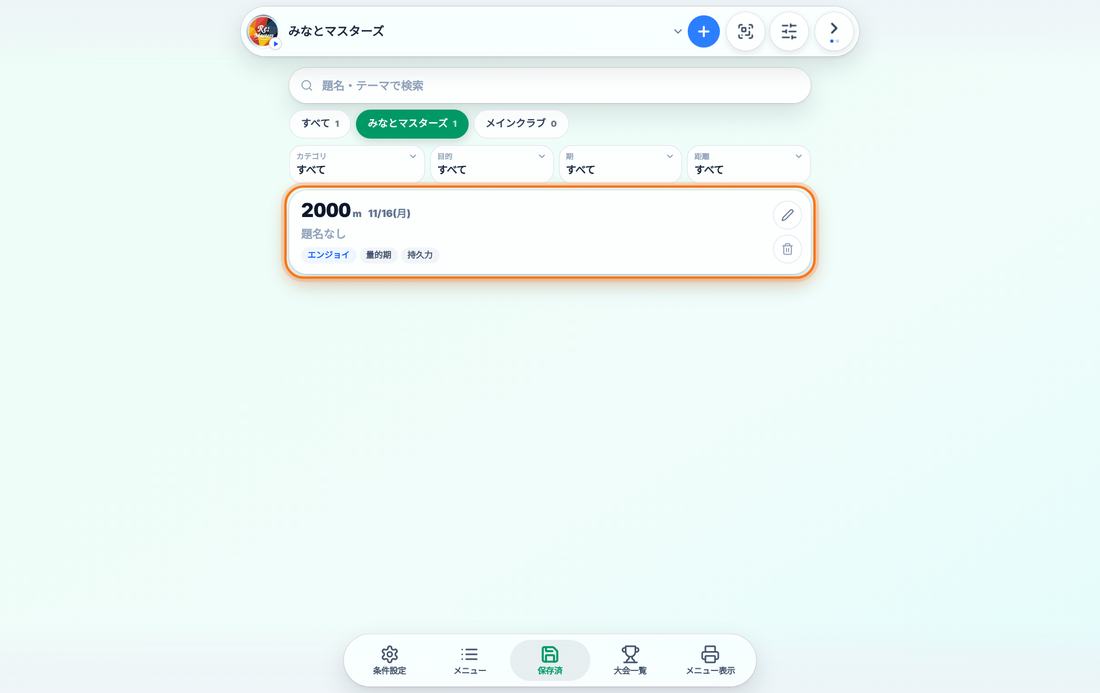 みなとマスターズ
題名・テーマで検索
すべて 1 みなとマスターズ 1 メインクラブ 0
カテゴリ 目的 期 距離
すべて すべて すべて すべて
2000 m 11/16(月)
題名なし
エンジョイ 量的期 持久力
条件設定 メニュー 保存済 大会一覧 メニュー表示